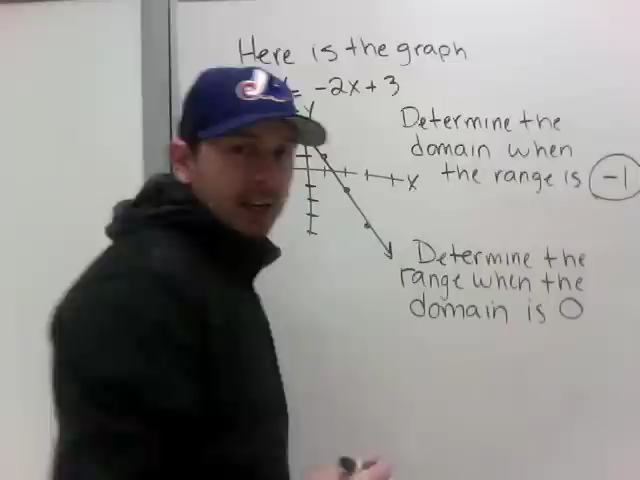 Here is the graph
= -2x+3
Y
Determine the
domain when
the range is -1
X
Determine the
range when the
domain is 0